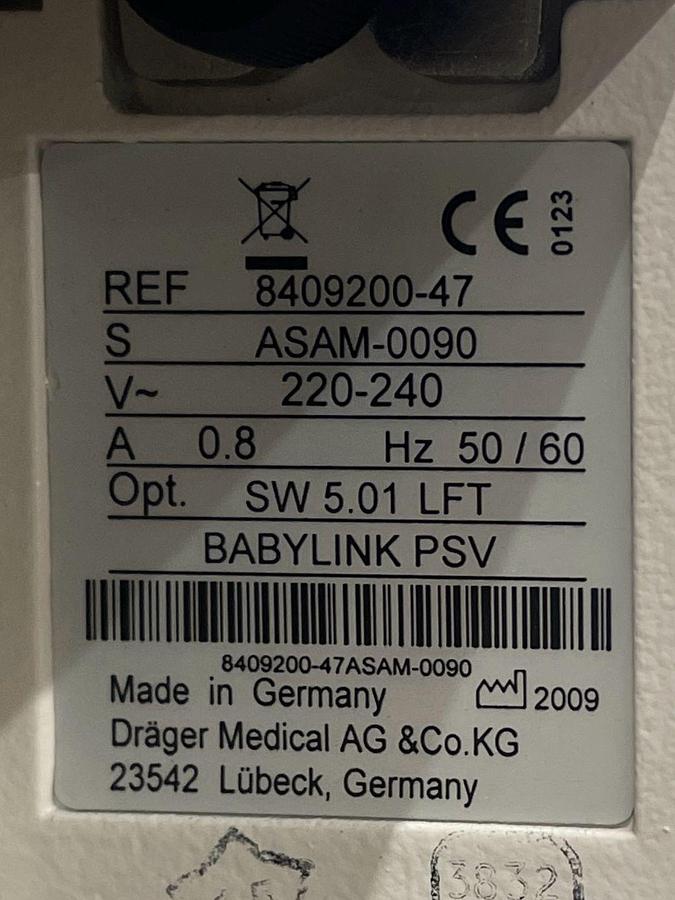 CE 0123
REF 8409200-47
S ASAM-0090
V~ 220-240
A 0.8 Hz 50 / 60
Opt. SW 5.01 LFT
BABYLINK PSV
8409200-47ASAM-0090
Made in Germany 2009
Dräger Medical AG &Co.KG
23542 Lübeck, Germany
3832